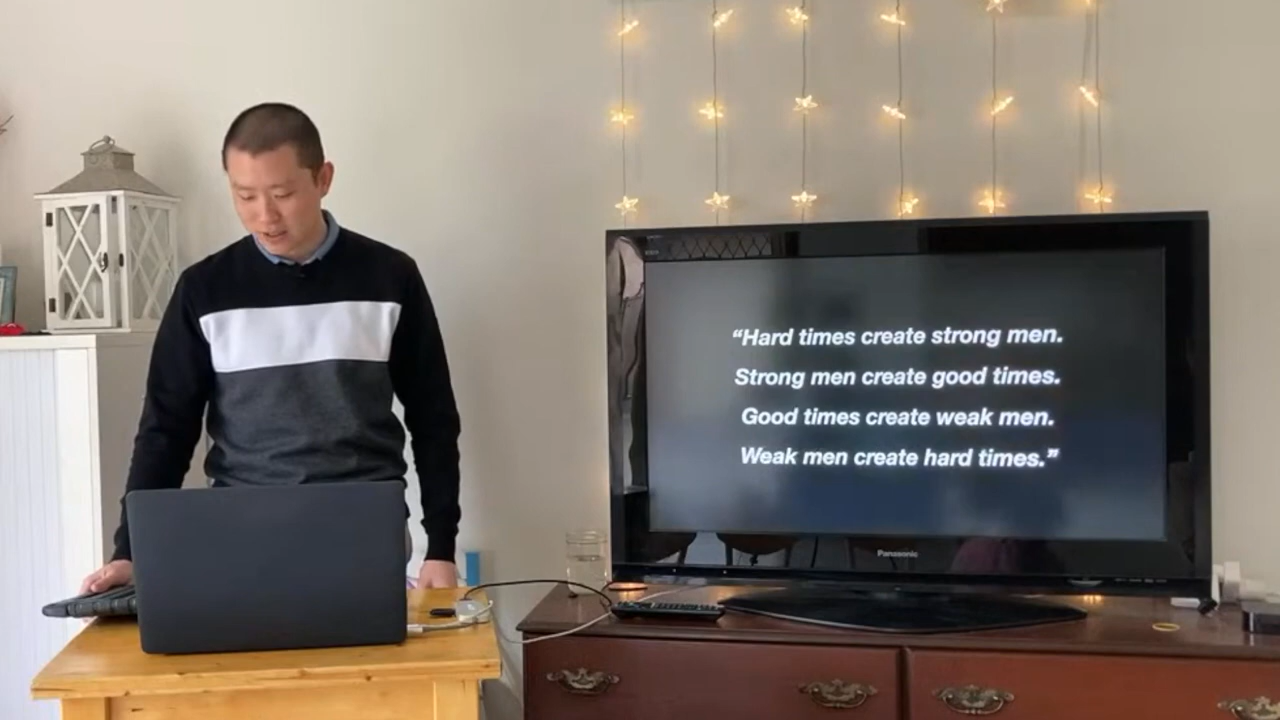 “Hard times create strong men.
Strong men create good times.
Good times create weak men.
Weak men create hard times.”
Panasonic